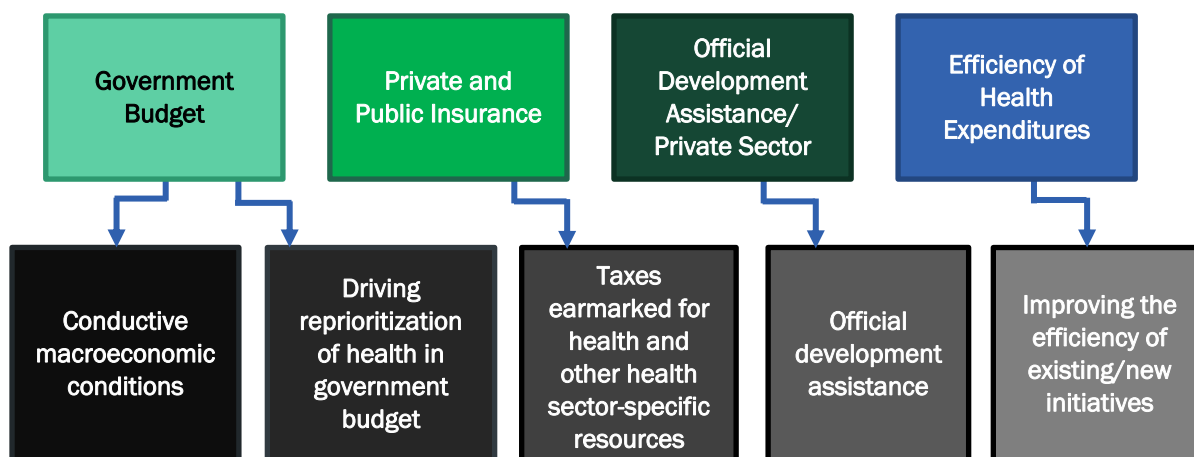 Government
Budget
Private and
Public Insurance
Official
Development
Assistance/
Private Sector
Efficiency of
Health
Expenditures
Conductive
macroeconomic
conditions
Driving
reprioritization
of health in
government
budget
Taxes
earmarked for
health and
other health
sector-specific
resources
Official
development
assistance
Improving the
efficiency of
existing/new
initiatives